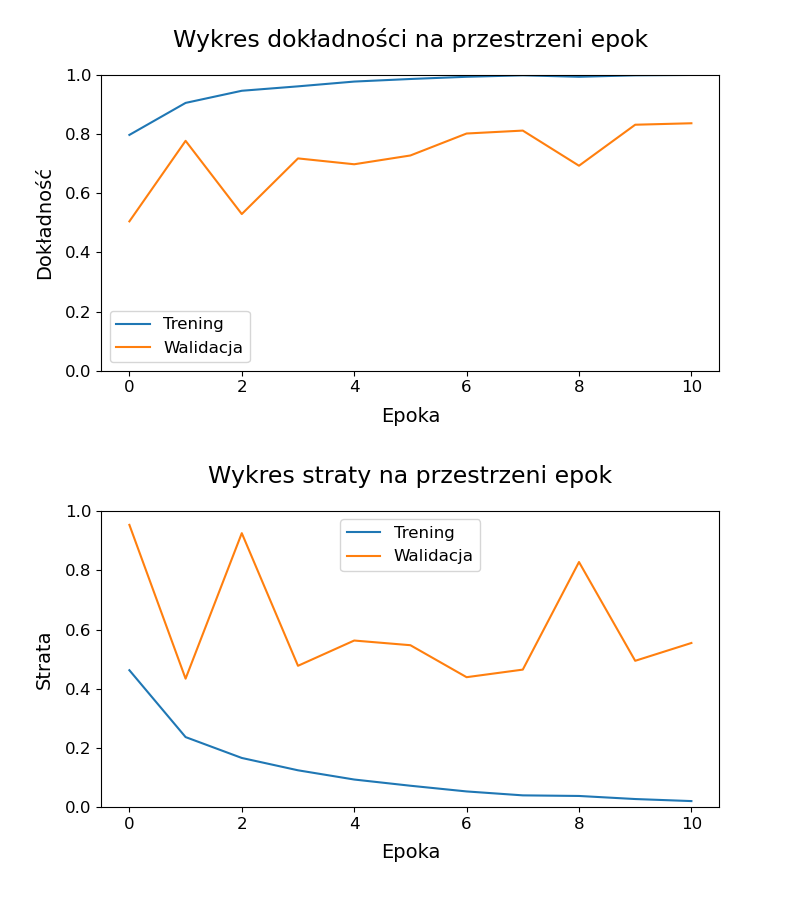 Wykres dokładności na przestrzeni epok
1.0
0.8
0.6
0.4
0.2
0.0
Dokładność
Trening
Walidacja
0 2 4 6 8 10
Epoka
Wykres straty na przestrzeni epok
1.0
0.8
0.6
0.4
0.2
0.0
Strata
Trening
Walidacja
0 2 4 6 8 10
Epoka